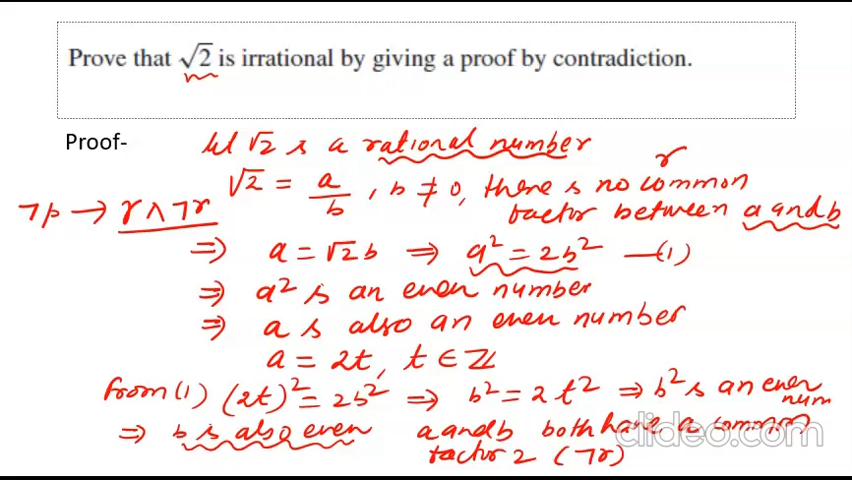 Prove that √2 is irrational by giving a proof by contradiction.
Proof- let √2 is a rational number
r
√2 = a/b , b ≠ 0, there is no common
¬p → r ∧ ¬r factor between a and b
⇒ a = √2 b ⇒ a² = 2b² —(1)
⇒ a² is an even number
⇒ a is also an even number
a = 2t, t ∈ ℤ
from (1) (2t)² = 2b² ⇒ b² = 2t² ⇒ b² is an even
num
⇒ b is also even a and b both have a common
factor 2 (¬r)
clideo.com